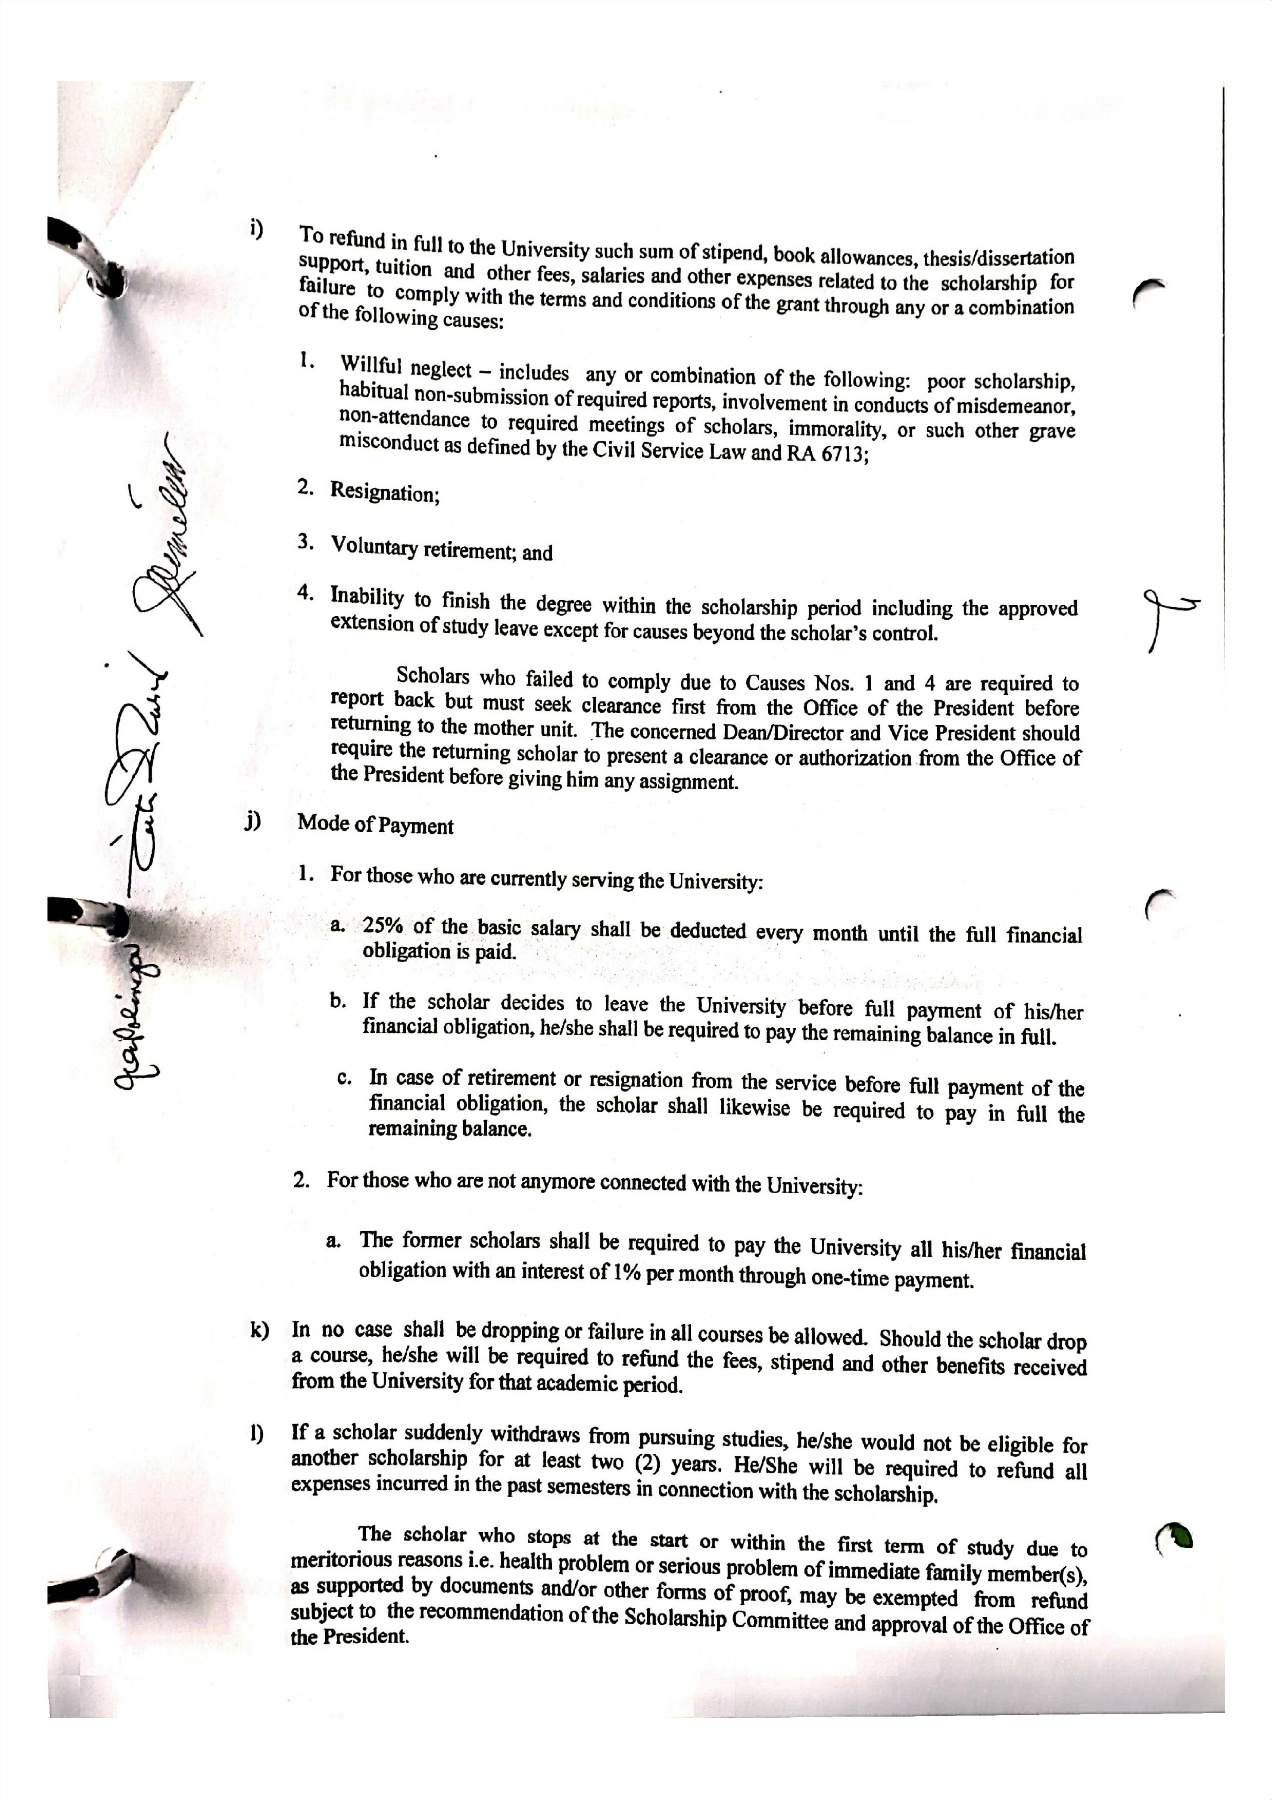 i) To refund in full to the University such sum of stipend, book allowances, thesis/dissertation
support, tuition and other fees, salaries and other expenses related to the scholarship for
failure to comply with the terms and conditions of the grant through any or a combination
of the following causes:
1. Willful neglect – includes any or combination of the following: poor scholarship,
habitual non-submission of required reports, involvement in conducts of misdemeanor,
non-attendance to required meetings of scholars, immorality, or such other grave
misconduct as defined by the Civil Service Law and RA 6713;
2. Resignation;
3. Voluntary retirement; and
4. Inability to finish the degree within the scholarship period including the approved
extension of study leave except for causes beyond the scholar's control.
Scholars who failed to comply due to Causes Nos. 1 and 4 are required to
report back but must seek clearance first from the Office of the President before
returning to the mother unit. The concerned Dean/Director and Vice President should
require the returning scholar to present a clearance or authorization from the Office of
the President before giving him any assignment.
j) Mode of Payment
1. For those who are currently serving the University:
a. 25% of the basic salary shall be deducted every month until the full financial
obligation is paid.
b. If the scholar decides to leave the University before full payment of his/her
financial obligation, he/she shall be required to pay the remaining balance in full.
c. In case of retirement or resignation from the service before full payment of the
financial obligation, the scholar shall likewise be required to pay in full the
remaining balance.
2. For those who are not anymore connected with the University:
a. The former scholars shall be required to pay the University all his/her financial
obligation with an interest of 1% per month through one-time payment.
k) In no case shall be dropping or failure in all courses be allowed. Should the scholar drop
a course, he/she will be required to refund the fees, stipend and other benefits received
from the University for that academic period.
l) If a scholar suddenly withdraws from pursuing studies, he/she would not be eligible for
another scholarship for at least two (2) years. He/She will be required to refund all
expenses incurred in the past semesters in connection with the scholarship.
The scholar who stops at the start or within the first term of study due to
meritorious reasons i.e. health problem or serious problem of immediate family member(s),
as supported by documents and/or other forms of proof, may be exempted from refund
subject to the recommendation of the Scholarship Committee and approval of the Office of
the President.